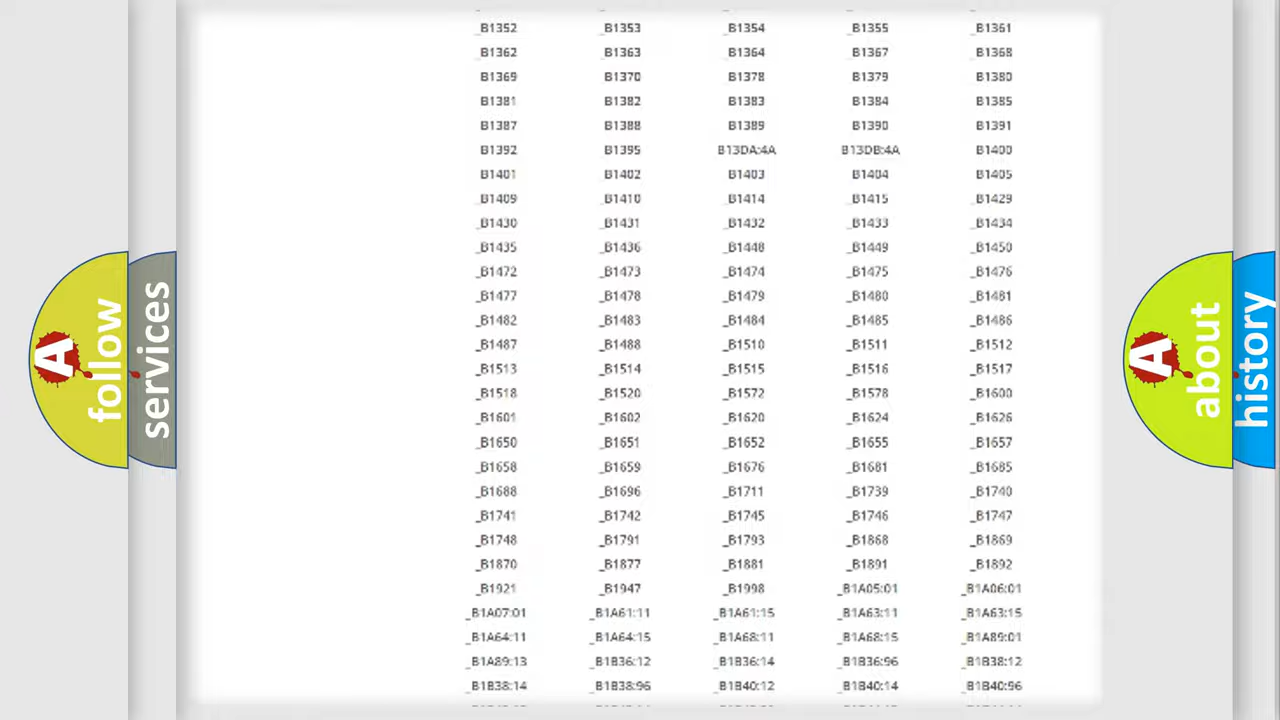 _B1352 _B1353 _B1354 _B1355 _B1361
_B1362 _B1363 _B1364 _B1367 _B1368
_B1369 _B1370 _B1378 _B1379 _B1380
_B1381 _B1382 _B1383 _B1384 _B1385
_B1387 _B1388 _B1389 _B1390 _B1391
_B1392 _B1395 _B13DA:4A _B13DB:4A _B1400
_B1401 _B1402 _B1403 _B1404 _B1405
_B1409 _B1410 _B1414 _B1415 _B1429
_B1430 _B1431 _B1432 _B1433 _B1434
_B1435 _B1436 _B1448 _B1449 _B1450
_B1472 _B1473 _B1474 _B1475 _B1476
_B1477 _B1478 _B1479 _B1480 _B1481
_B1482 _B1483 _B1484 _B1485 _B1486
_B1487 _B1488 _B1510 _B1511 _B1512
_B1513 _B1514 _B1515 _B1516 _B1517
_B1518 _B1520 _B1572 _B1578 _B1600
_B1601 _B1602 _B1620 _B1624 _B1626
_B1650 _B1651 _B1652 _B1655 _B1657
_B1658 _B1659 _B1676 _B1681 _B1685
_B1688 _B1696 _B1711 _B1739 _B1740
_B1741 _B1742 _B1745 _B1746 _B1747
_B1748 _B1791 _B1793 _B1868 _B1869
_B1870 _B1877 _B1881 _B1891 _B1892
_B1921 _B1947 _B1998 _B1A05:01 _B1A06:01
_B1A07:01 _B1A61:11 _B1A61:15 _B1A63:11 _B1A63:15
_B1A64:11 _B1A64:15 _B1A68:11 _B1A68:15 _B1A89:01
_B1A89:13 _B1B36:12 _B1B36:14 _B1B36:96 _B1B38:12
_B1B38:14 _B1B38:96 _B1B40:12 _B1B40:14 _B1B40:96
A follow
services
A about
history